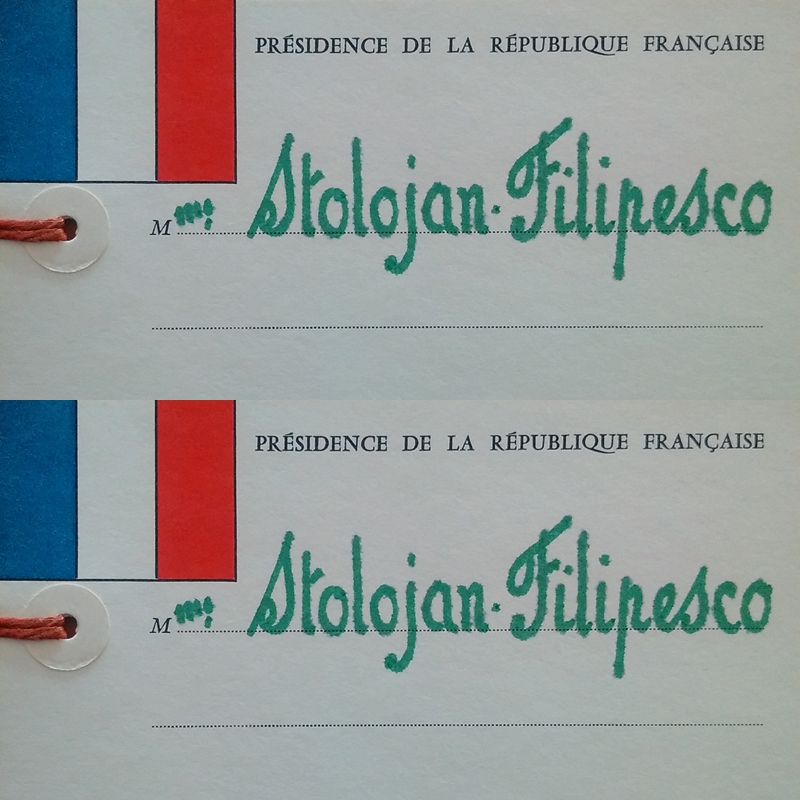 PRÉSIDENCE DE LA RÉPUBLIQUE FRANÇAISE
Mme Stolojan-Filipesco
PRÉSIDENCE DE LA RÉPUBLIQUE FRANÇAISE
Mme Stolojan-Filipesco